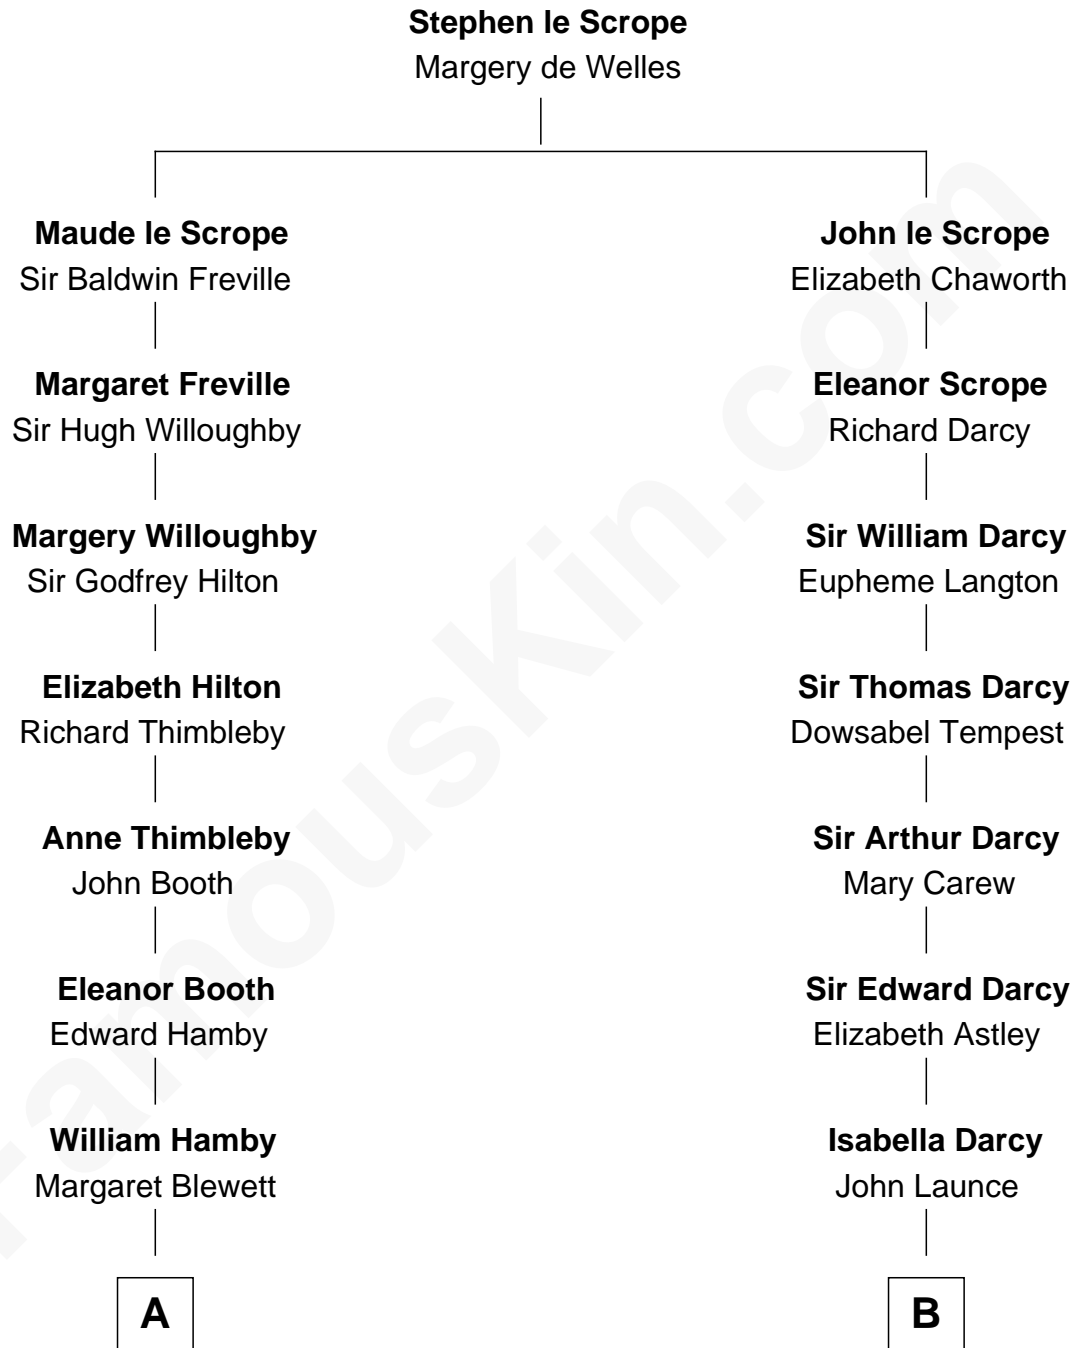 Stephen le Scrope
Margery de Welles
Maude le Scrope
Sir Baldwin Freville
John le Scrope
Elizabeth Chaworth
Margaret Freville
Sir Hugh Willoughby
Eleanor Scrope
Richard Darcy
Margery Willoughby
Sir Godfrey Hilton
Sir William Darcy
Eupheme Langton
Elizabeth Hilton
Richard Thimbleby
Sir Thomas Darcy
Dowsabel Tempest
Anne Thimbleby
John Booth
Sir Arthur Darcy
Mary Carew
Eleanor Booth
Edward Hamby
Sir Edward Darcy
Elizabeth Astley
William Hamby
Margaret Blewett
Isabella Darcy
John Launce
A
B
FamousKin.com